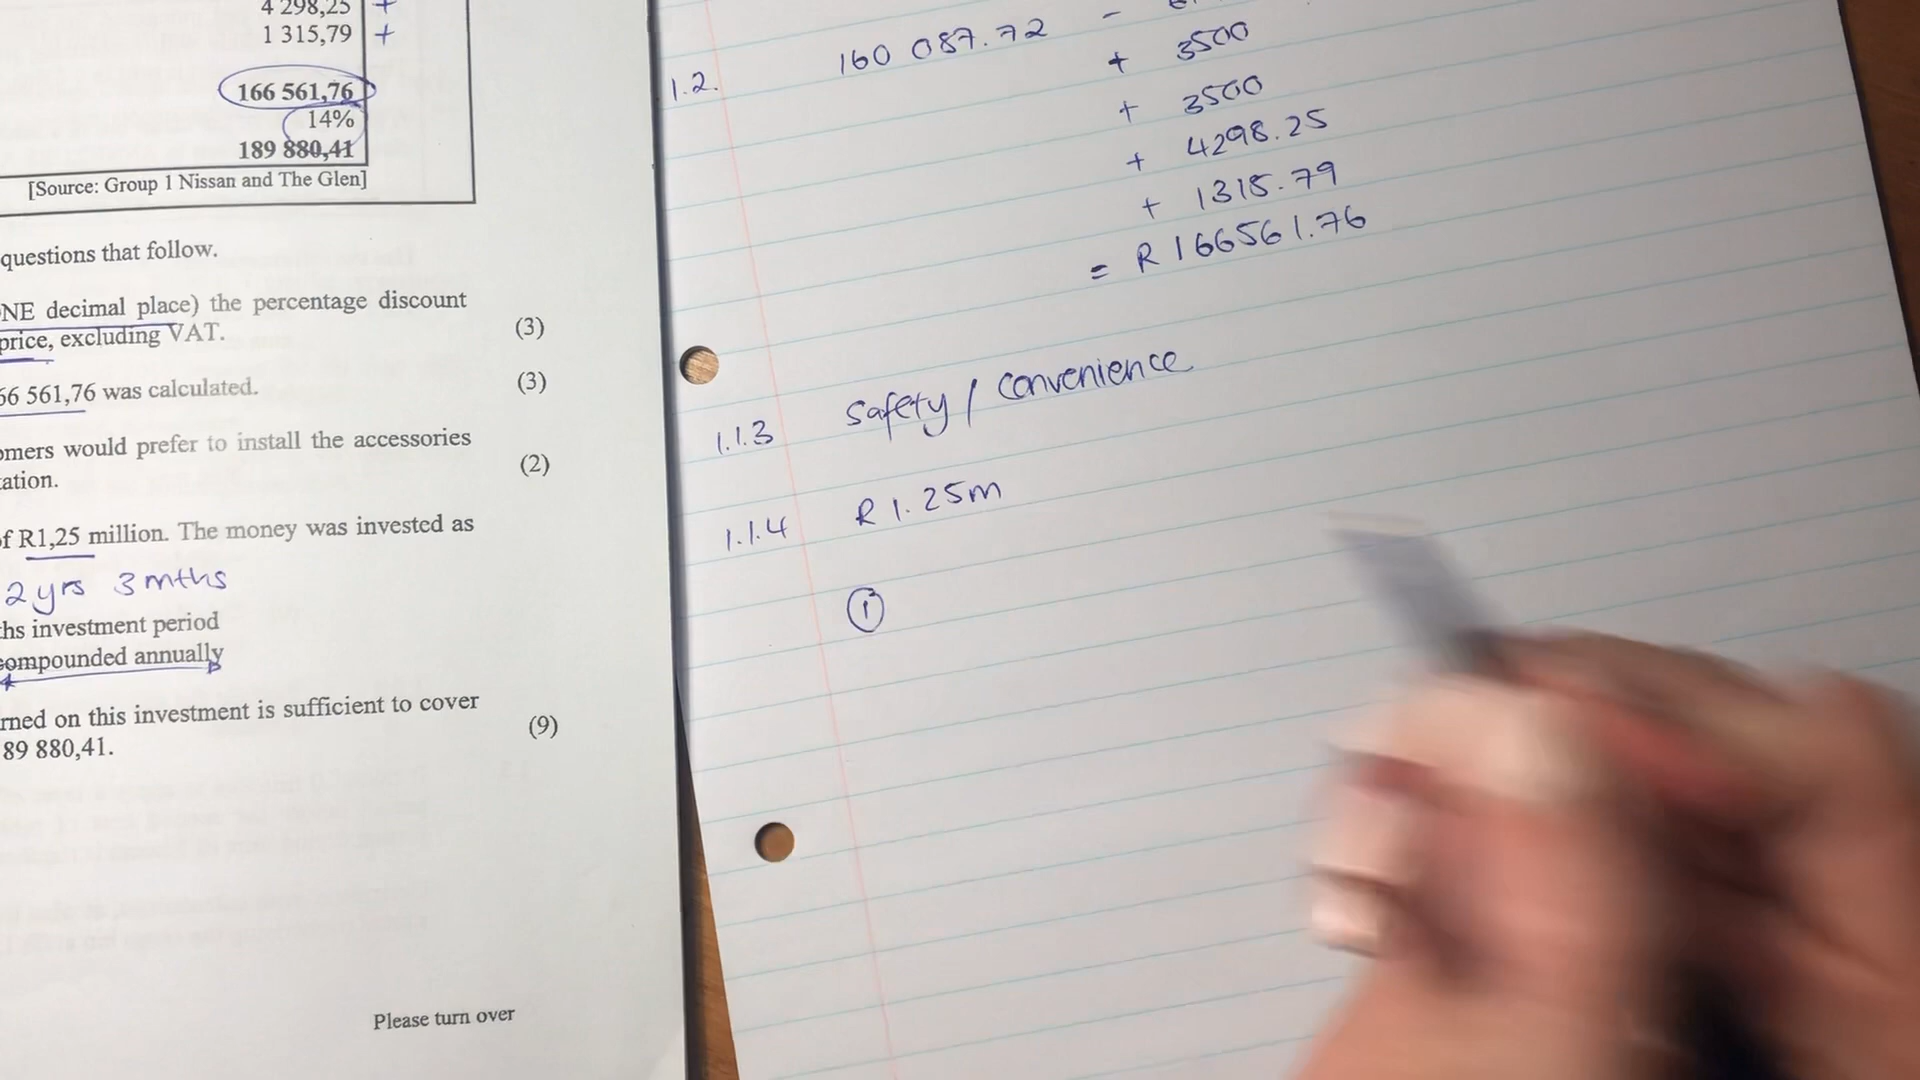 4 298,25 +
1 315,79 +
166 561,76
14%
189 880,41
[Source: Group 1 Nissan and The Glen]
questions that follow.
NE decimal place) the percentage discount
price, excluding VAT. (3)
66 561,76 was calculated. (3)
omers would prefer to install the accessories
ation. (2)
of R1,25 million. The money was invested as
2 yrs 3 mths
ths investment period
compounded annually
rned on this investment is sufficient to cover
89 880,41. (9)
Please turn over
1.2. 160 087.72 -
+ 3500
+ 3500
+ 4298.25
+ 1315.79
= R 166561.76
1.1.3 Safety / Convenience
1.1.4 R 1.25m
①